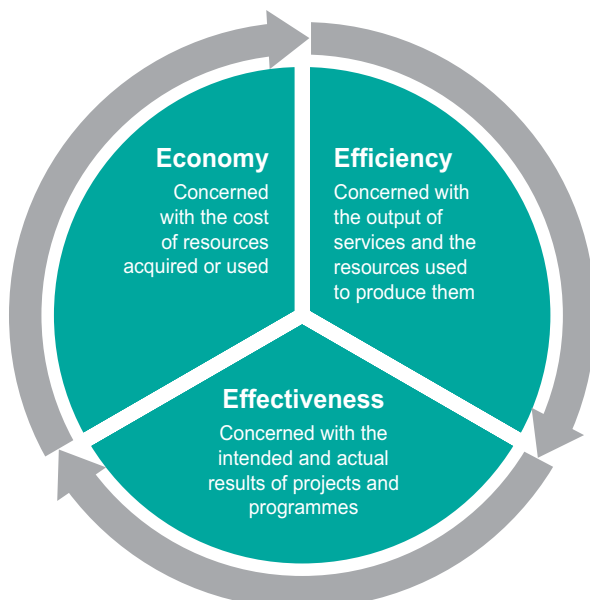 Economy
Concerned
with the cost
of resources
acquired or used
Efficiency
Concerned with
the output of
services and the
resources used
to produce them
Effectiveness
Concerned with the
intended and actual
results of projects and
programmes